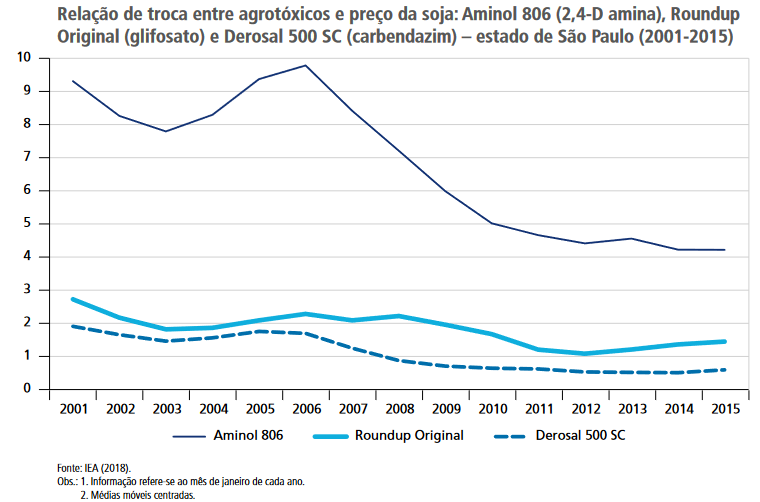 Relação de troca entre agrotóxicos e preço da soja: Aminol 806 (2,4-D amina), Roundup
Original (glifosato) e Derosal 500 SC (carbendazim) – estado de São Paulo (2001-2015)
10
9
8
7
6
5
4
3
2
1
0
2001 2002 2003 2004 2005 2006 2007 2008 2009 2010 2011 2012 2013 2014 2015
Aminol 806 Roundup Original Derosal 500 SC
Fonte: IEA (2018).
Obs.: 1. Informação refere-se ao mês de janeiro de cada ano.
2. Médias móveis centradas.